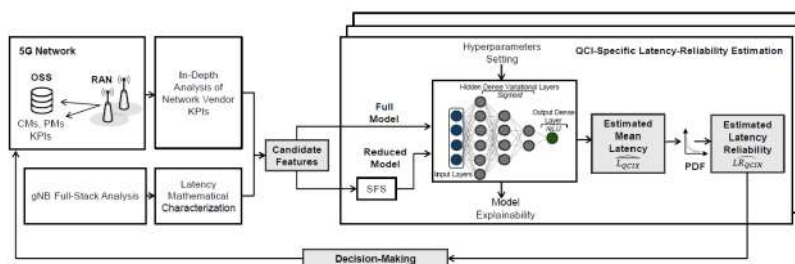 5G Network
OSS
RAN
CMs, PMs
KPIs
In-Depth
Analysis of
Network Vendor
KPIs
gNB Full-Stack Analysis
Latency
Mathematical
Characterization
Candidate
Features
Full
Model
Reduced
Model
SFS
QCI-Specific Latency-Reliability Estimation
Hyperparameters
Setting
Hidden Dense Variational Layers
Sigmoid
Output Dense
Layer
ReLU
Input Layers
Model
Explainability
Estimated
Mean
Latency
L_QCIX
PDF
Estimated
Latency
Reliability
LR_QCIX
Decision-Making